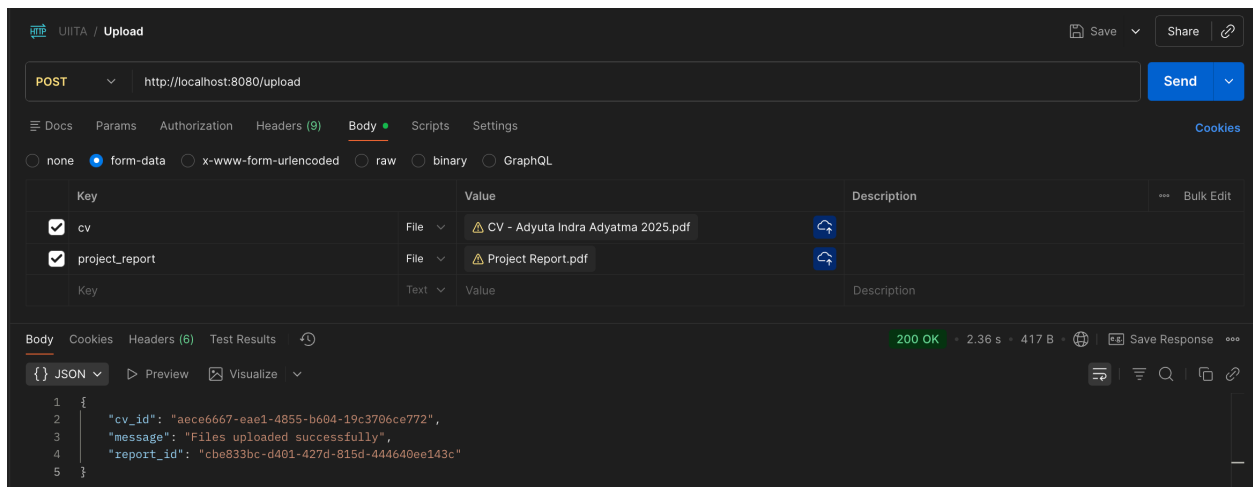 HTTP UIITA / Upload Save Share
POST http://localhost:8080/upload Send
Docs Params Authorization Headers (9) Body Scripts Settings Cookies
none form-data x-www-form-urlencoded raw binary GraphQL
Key Value Description Bulk Edit
cv File CV - Adyuta Indra Adyatma 2025.pdf
project_report File Project Report.pdf
Key Text Value Description
Body Cookies Headers (6) Test Results 200 OK 2.36 s 417 B e.g. Save Response
{} JSON Preview Visualize
1 {
2 "cv_id": "aece6667-eae1-4855-b604-19c3706ce772",
3 "message": "Files uploaded successfully",
4 "report_id": "cbe833bc-d401-427d-815d-444640ee143c"
5 }